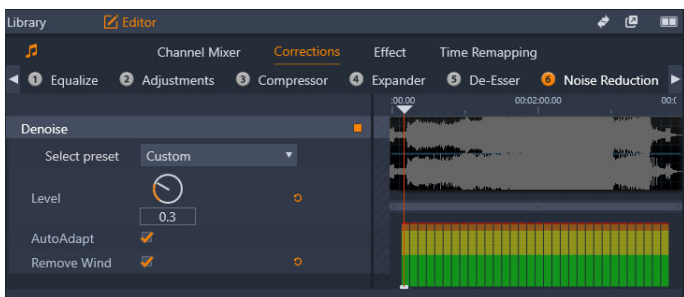 Library Editor
Channel Mixer Corrections Effect Time Remapping
1 Equalize 2 Adjustments 3 Compressor 4 Expander 5 De-Esser 6 Noise Reduction
:00.00 00:02:00.00 00:0
Denoise
Select preset Custom
Level
0.3
AutoAdapt
Remove Wind